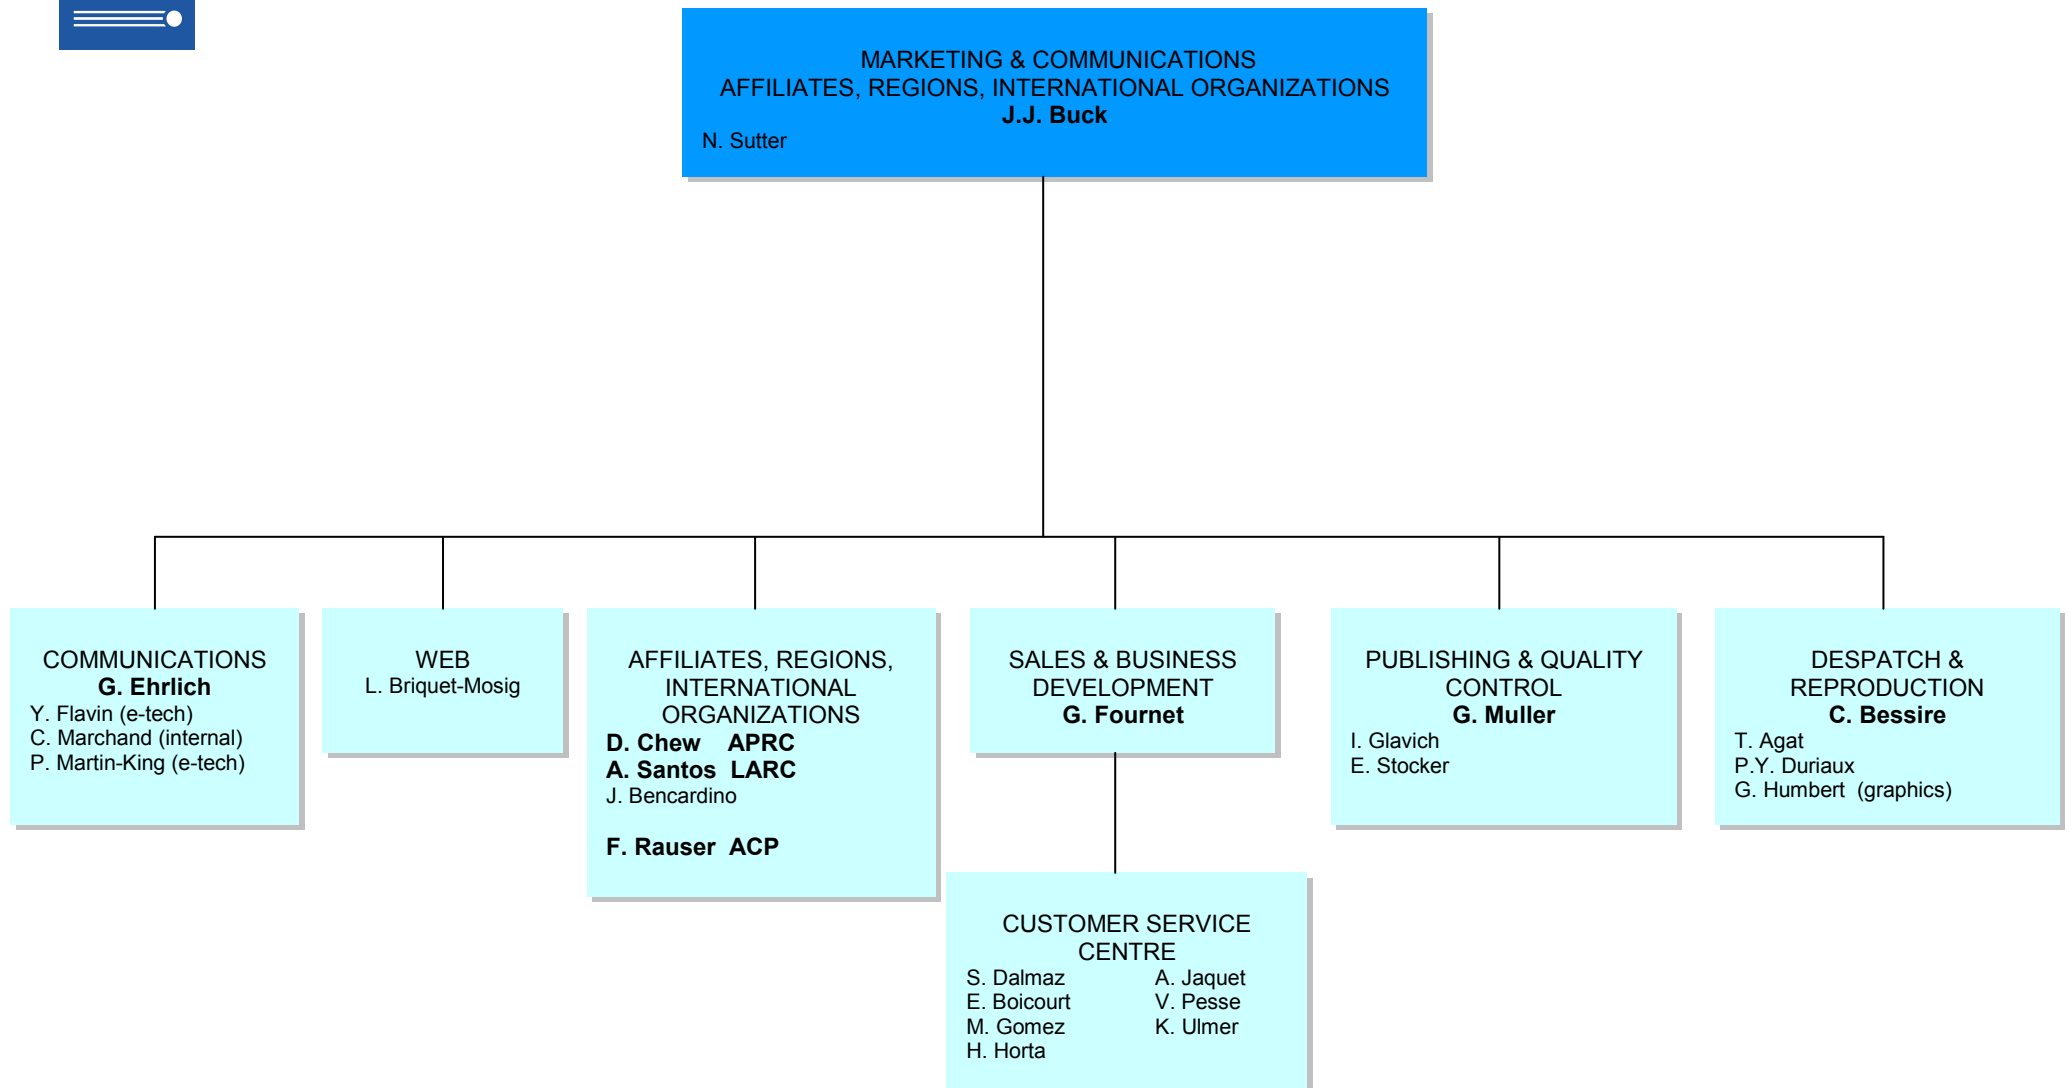 MARKETING & COMMUNICATIONS
AFFILIATES, REGIONS, INTERNATIONAL ORGANIZATIONS
J.J. Buck
N. Sutter
COMMUNICATIONS
G. Ehrlich
Y. Flavin (e-tech)
C. Marchand (internal)
P. Martin-King (e-tech)
WEB
L. Briquet-Mosig
AFFILIATES, REGIONS,
INTERNATIONAL
ORGANIZATIONS
D. Chew APRC
A. Santos LARC
J. Bencardino
F. Rauser ACP
SALES & BUSINESS
DEVELOPMENT
G. Fournet
PUBLISHING & QUALITY
CONTROL
G. Muller
I. Glavich
E. Stocker
DESPATCH &
REPRODUCTION
C. Bessire
T. Agat
P.Y. Duriaux
G. Humbert (graphics)
CUSTOMER SERVICE
CENTRE
S. Dalmaz A. Jaquet
E. Boicourt V. Pesse
M. Gomez K. Ulmer
H. Horta